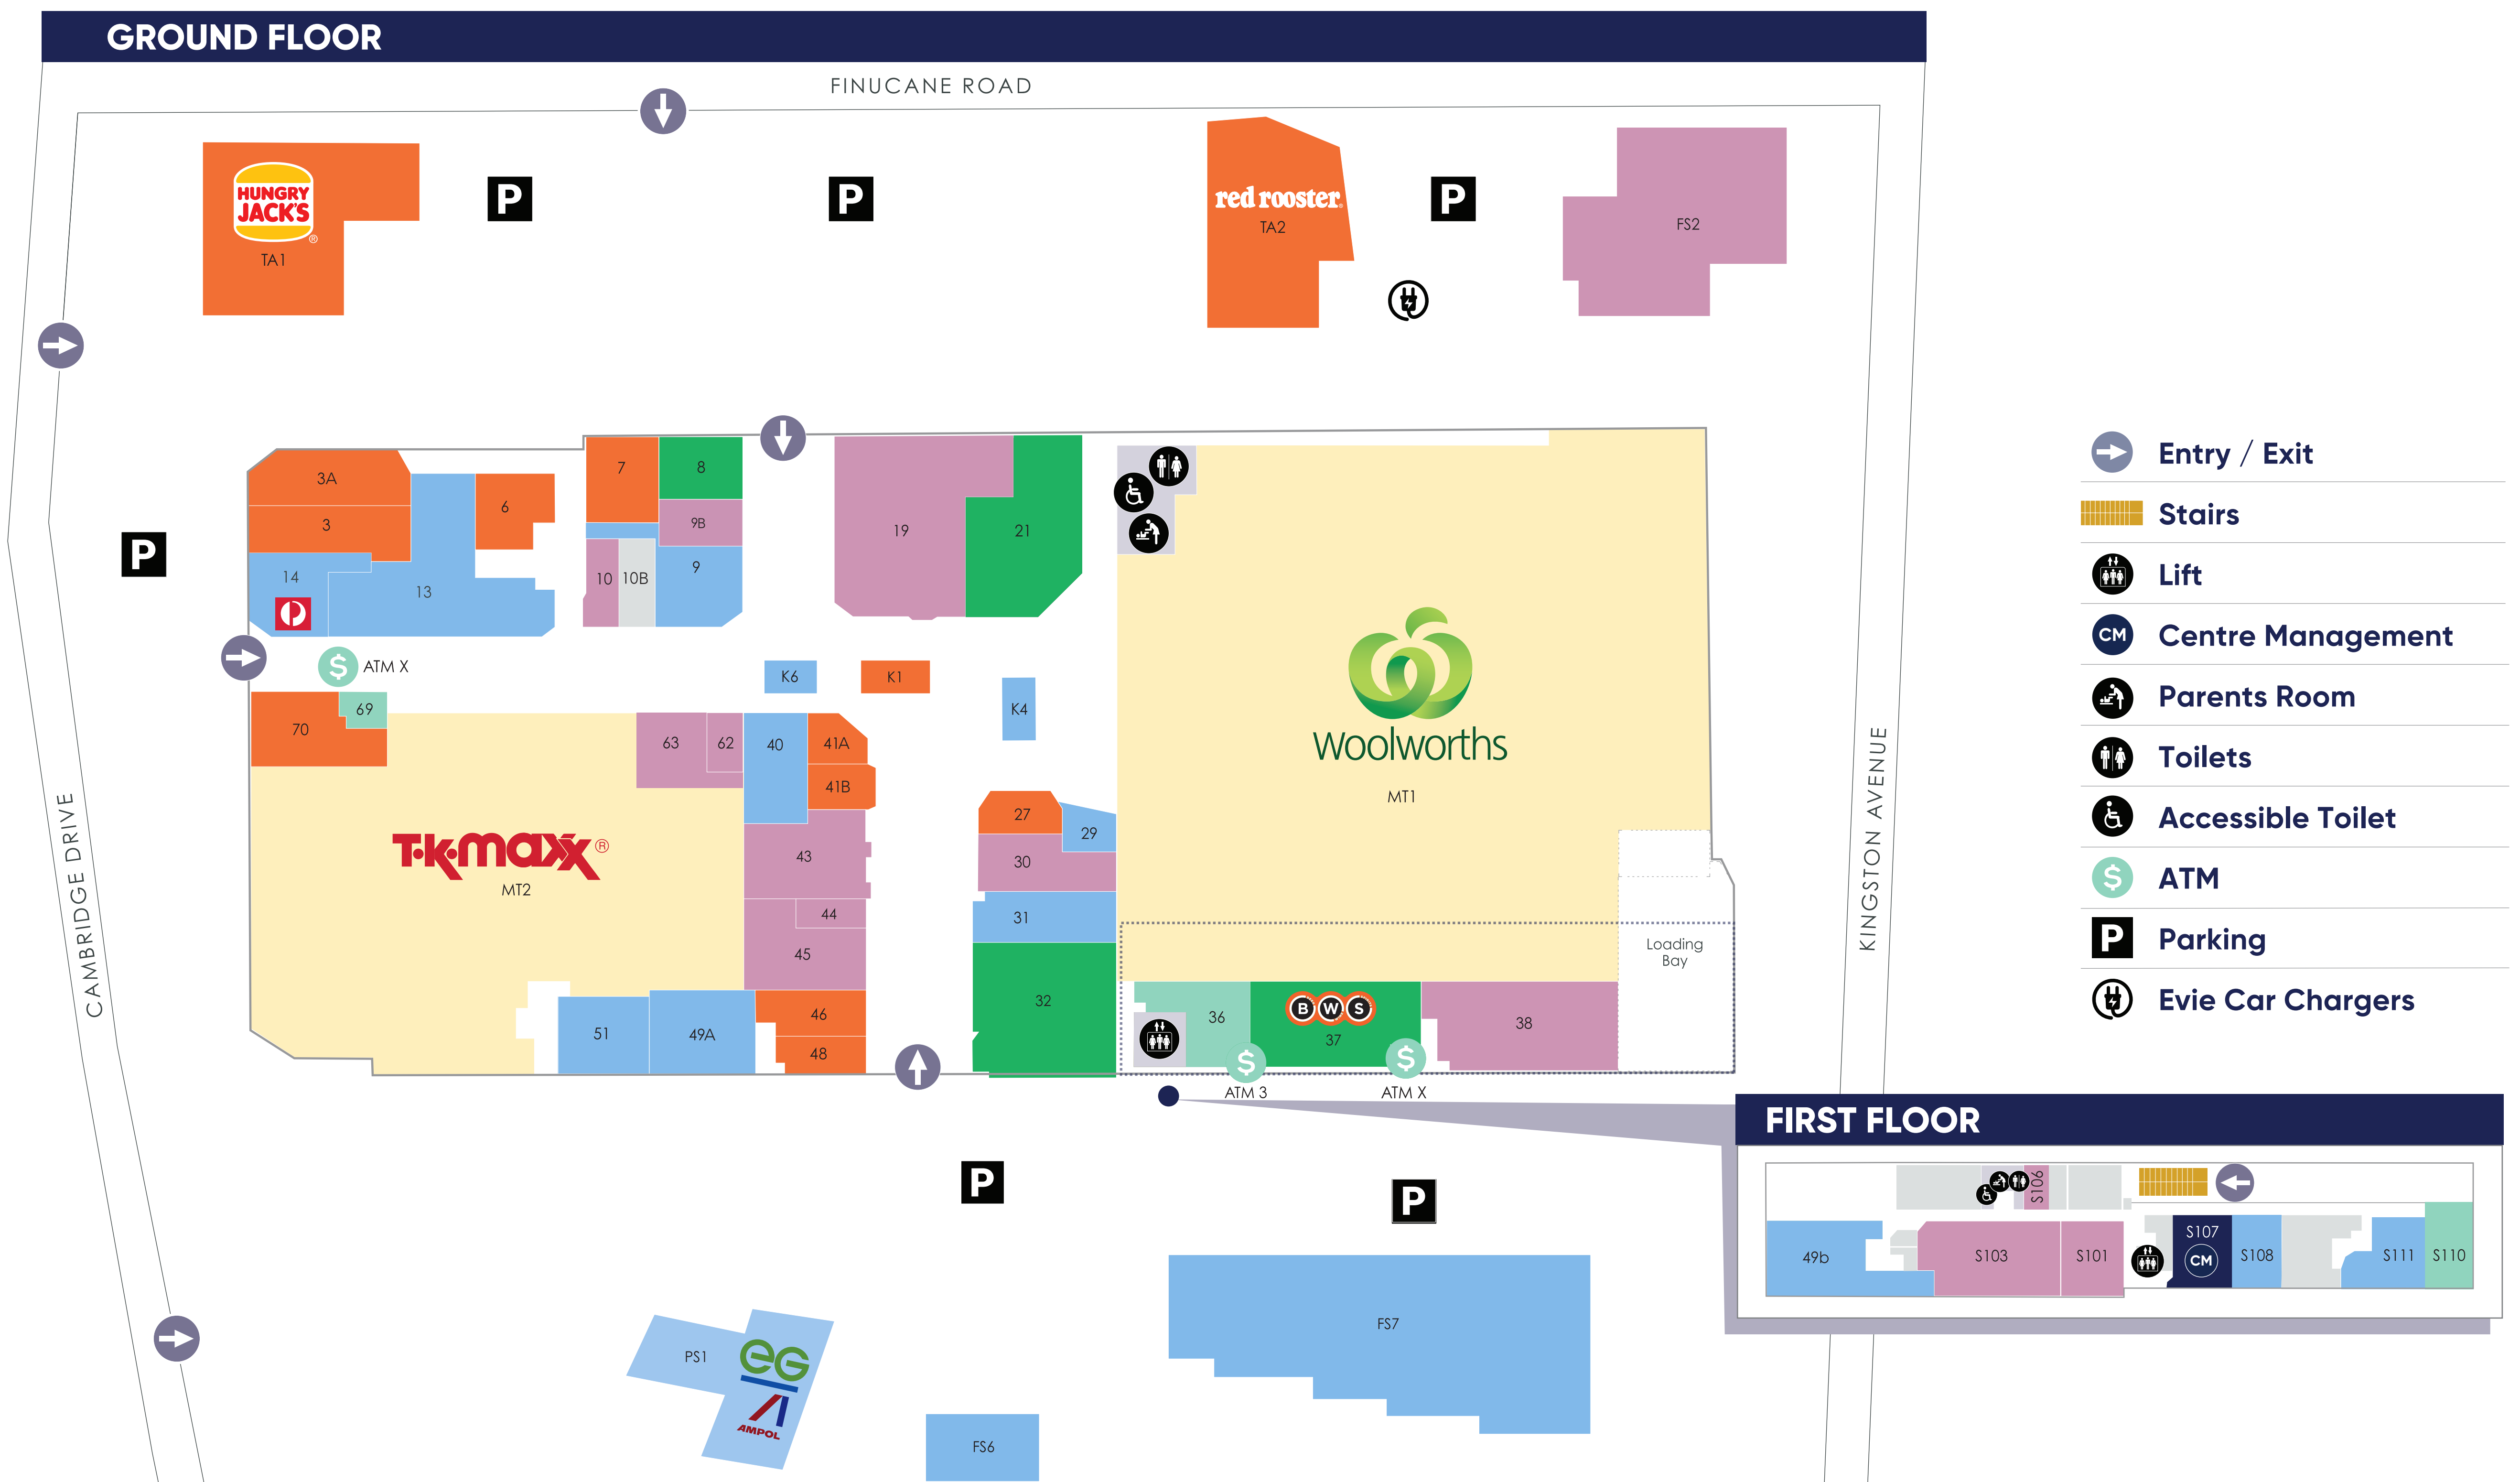 GROUND FLOOR
FINUCANE ROAD
HUNGRY
JACK'S
®
TA1
P
P
red rooster®
TA2
P
FS2
3A
3
6
7
8
9B
10
10B
9
14
13
19
21
P
$
ATM X
K6
K1
K4
70
69
63
62
40
41A
41B
43
44
45
46
48
49A
51
T•K•maxx®
MT2
27
29
30
31
32
Woolworths
MT1
Loading
Bay
36
BWS
37
38
$
ATM 3
$
ATM X
CAMBRIDGE DRIVE
KINGSTON AVENUE
P
P
PS1
eG
AMPOL
FS6
FS7
Entry / Exit
Stairs
Lift
CM
Centre Management
Parents Room
Toilets
Accessible Toilet
$
ATM
P
Parking
Evie Car Chargers
FIRST FLOOR
S106
49b
S103
S101
S107
CM
S108
S111
S110